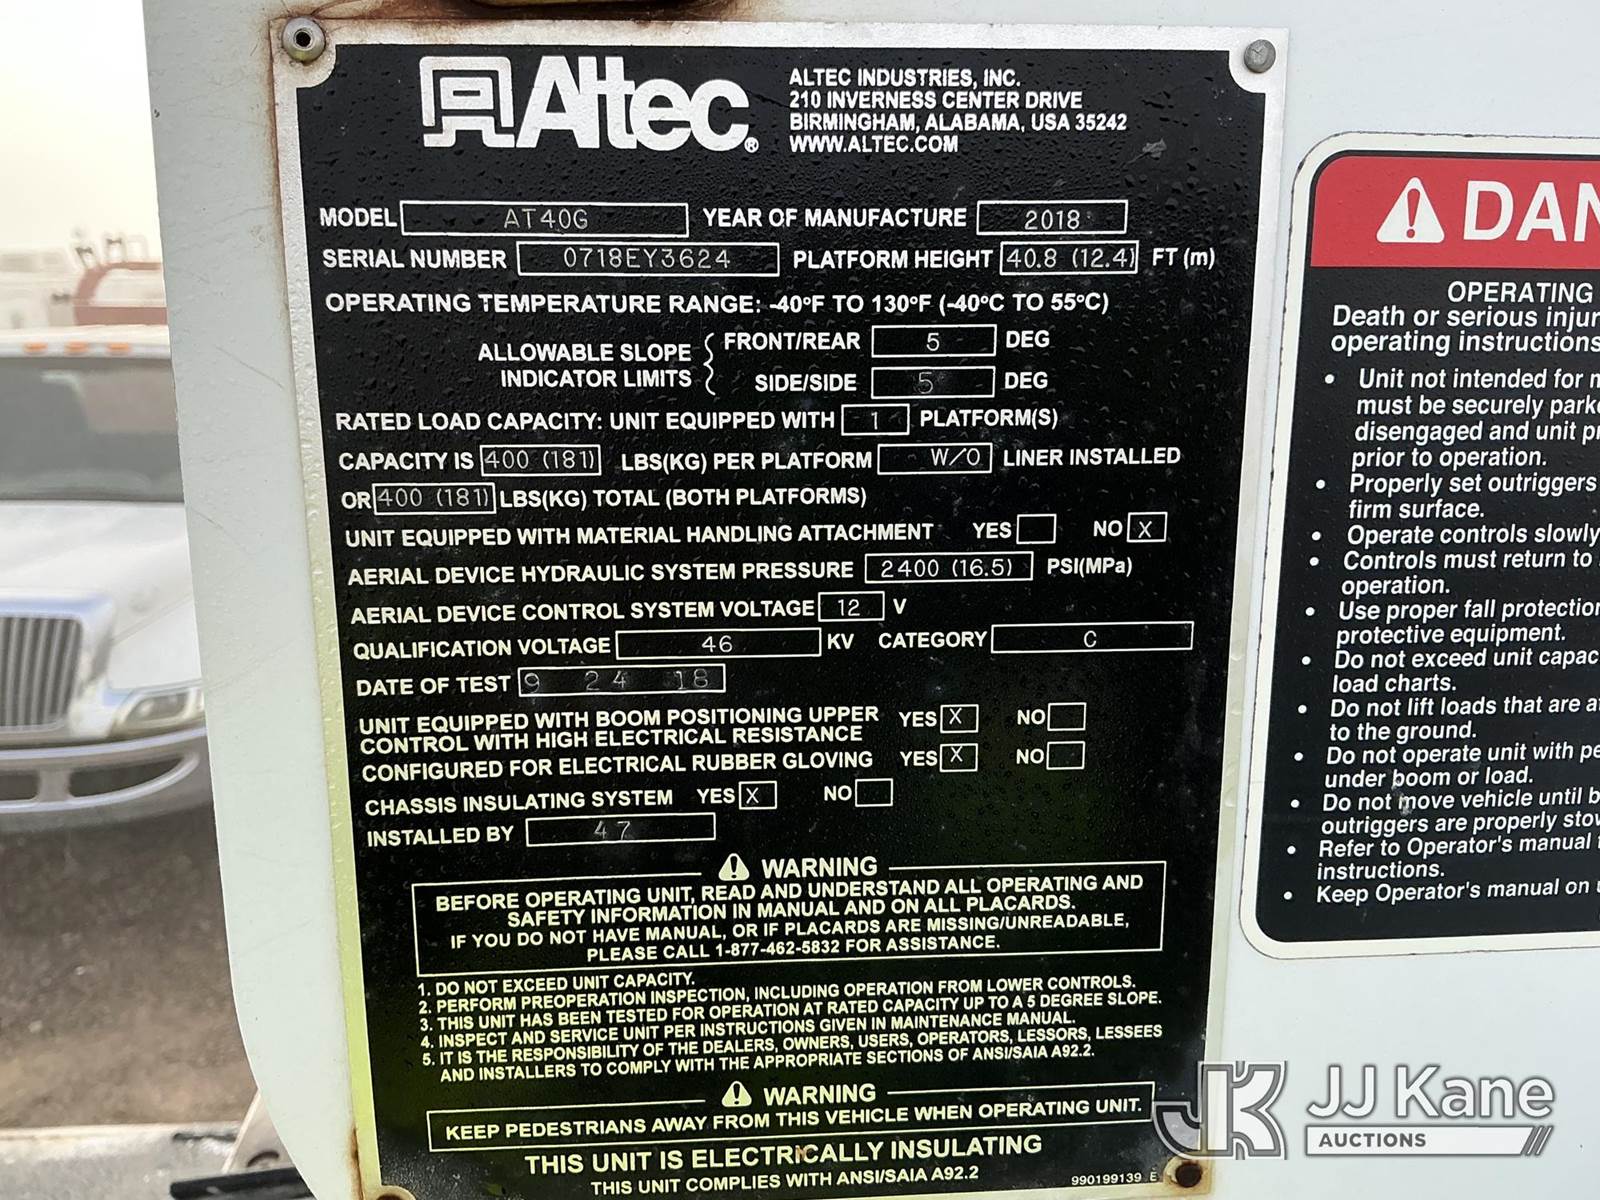 Altec®
ALTEC INDUSTRIES, INC.
210 INVERNESS CENTER DRIVE
BIRMINGHAM, ALABAMA, USA 35242
WWW.ALTEC.COM
MODEL AT40G YEAR OF MANUFACTURE 2018
SERIAL NUMBER 0718EY3624 PLATFORM HEIGHT 40.8 (12.4) FT (m)
OPERATING TEMPERATURE RANGE: -40°F TO 130°F (-40°C TO 55°C)
ALLOWABLE SLOPE INDICATOR LIMITS { FRONT/REAR 5 DEG
SIDE/SIDE 5 DEG
RATED LOAD CAPACITY: UNIT EQUIPPED WITH 1 PLATFORM(S)
CAPACITY IS 400 (181) LBS(KG) PER PLATFORM W/O LINER INSTALLED
OR 400 (181) LBS(KG) TOTAL (BOTH PLATFORMS)
UNIT EQUIPPED WITH MATERIAL HANDLING ATTACHMENT YES NO X
AERIAL DEVICE HYDRAULIC SYSTEM PRESSURE 2400 (16.5) PSI(MPa)
AERIAL DEVICE CONTROL SYSTEM VOLTAGE 12 V
QUALIFICATION VOLTAGE 46 KV CATEGORY C
DATE OF TEST 9 24 18
UNIT EQUIPPED WITH BOOM POSITIONING UPPER YES X NO
CONTROL WITH HIGH ELECTRICAL RESISTANCE
CONFIGURED FOR ELECTRICAL RUBBER GLOVING YES X NO
CHASSIS INSULATING SYSTEM YES X NO
INSTALLED BY 47
WARNING
BEFORE OPERATING UNIT, READ AND UNDERSTAND ALL OPERATING AND
SAFETY INFORMATION IN MANUAL AND ON ALL PLACARDS.
IF YOU DO NOT HAVE MANUAL, OR IF PLACARDS ARE MISSING/UNREADABLE,
PLEASE CALL 1-877-462-5832 FOR ASSISTANCE.
1. DO NOT EXCEED UNIT CAPACITY.
2. PERFORM PREOPERATION INSPECTION, INCLUDING OPERATION FROM LOWER CONTROLS.
3. THIS UNIT HAS BEEN TESTED FOR OPERATION AT RATED CAPACITY UP TO A 5 DEGREE SLOPE.
4. INSPECT AND SERVICE UNIT PER INSTRUCTIONS GIVEN IN MAINTENANCE MANUAL.
5. IT IS THE RESPONSIBILITY OF THE DEALERS, OWNERS, USERS, OPERATORS, LESSORS, LESSEES
AND INSTALLERS TO COMPLY WITH THE APPROPRIATE SECTIONS OF ANSI/SAIA A92.2.
WARNING
KEEP PEDESTRIANS AWAY FROM THIS VEHICLE WHEN OPERATING UNIT.
THIS UNIT IS ELECTRICALLY INSULATING
THIS UNIT COMPLIES WITH ANSI/SAIA A92.2
990199139 E
DAN
OPERATING
Death or serious injur
operating instructions
• Unit not intended for m
must be securely park
disengaged and unit pr
prior to operation.
• Properly set outriggers
firm surface.
• Operate controls slowly
• Controls must return to
operation.
• Use proper fall protection
protective equipment.
• Do not exceed unit capac
load charts.
• Do not lift loads that are at
to the ground.
• Do not operate unit with pe
under boom or load.
• Do not move vehicle until b
outriggers are properly stow
• Refer to Operator's manual
instructions.
• Keep Operator's manual on u
JJ Kane
AUCTIONS